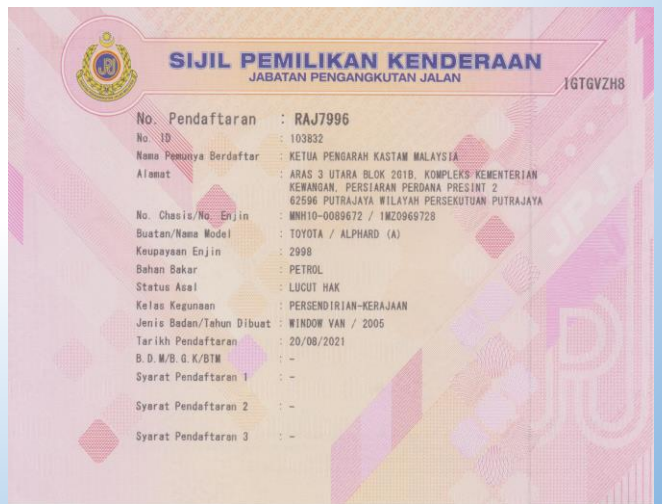 SIJIL PEMILIKAN KENDERAAN
JABATAN PENGANGKUTAN JALAN
1GTGVZH8
No. Pendaftaran : RAJ7996
No. ID : 103832
Nama Pemunya Berdaftar : KETUA PENGARAH KASTAM MALAYSIA
Alamat : ARAS 3 UTARA BLOK 201B, KOMPLEKS KEMENTERIAN
KEWANGAN, PERSIARAN PERDANA PRESINT 2
62596 PUTRAJAYA WILAYAH PERSEKUTUAN PUTRAJAYA
No. Chasis/No. Enjin : MNH10-0089672 / 1MZ0969728
Buatan/Nama Model : TOYOTA / ALPHARD (A)
Keupayaan Enjin : 2998
Bahan Bakar : PETROL
Status Asal : LUCUT HAK
Kelas Kegunaan : PERSENDIRIAN-KERAJAAN
Jenis Badan/Tahun Dibuat : WINDOW VAN / 2005
Tarikh Pendaftaran : 20/08/2021
B.D.M/B.G.K/BTM : -
Syarat Pendaftaran 1 : -
Syarat Pendaftaran 2 : -
Syarat Pendaftaran 3 : -